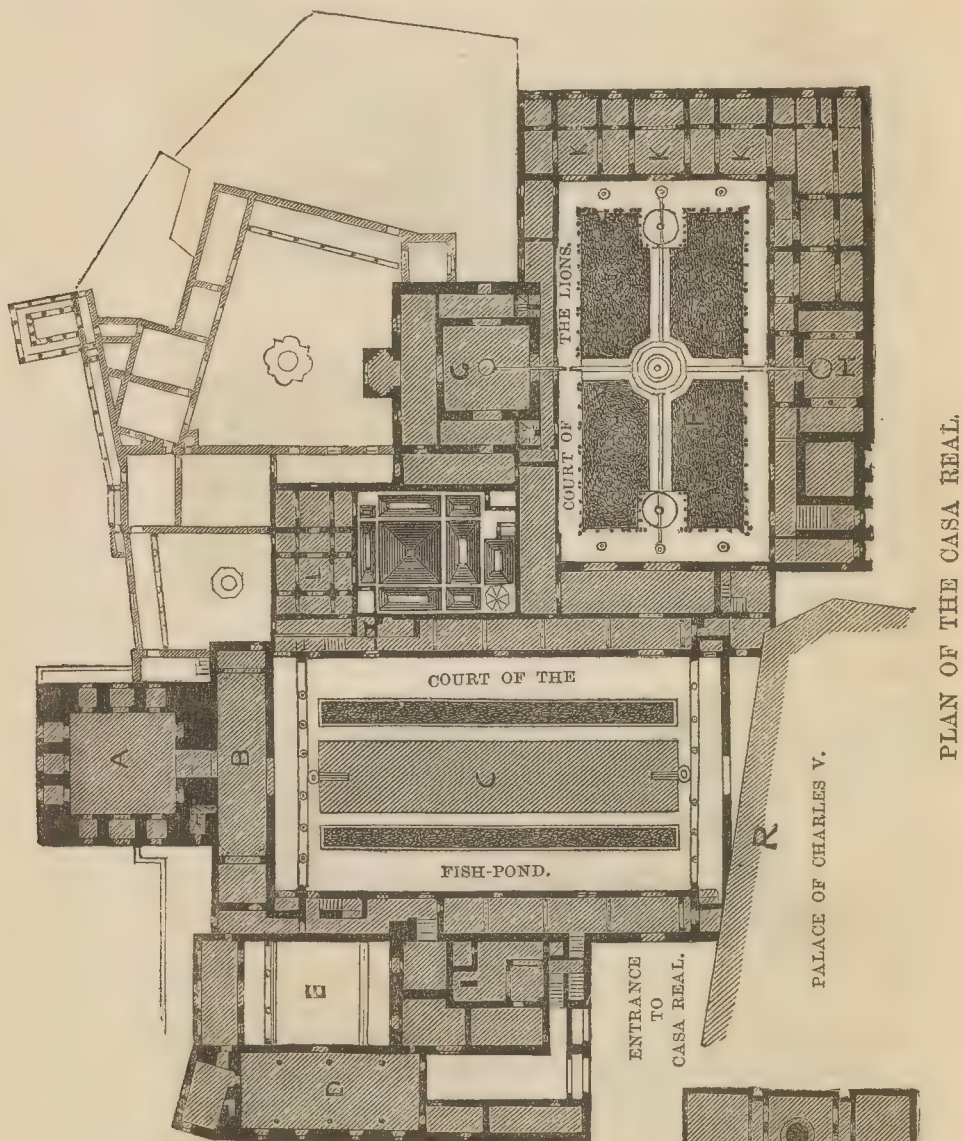 A
B
COURT OF THE
C
FISH-POND.
E
D
G
COURT OF THE LIONS.
F
H
K
K
K
L
ENTRANCE
TO
CASA REAL.
R
PALACE OF CHARLES V.
PLAN OF THE CASA REAL.